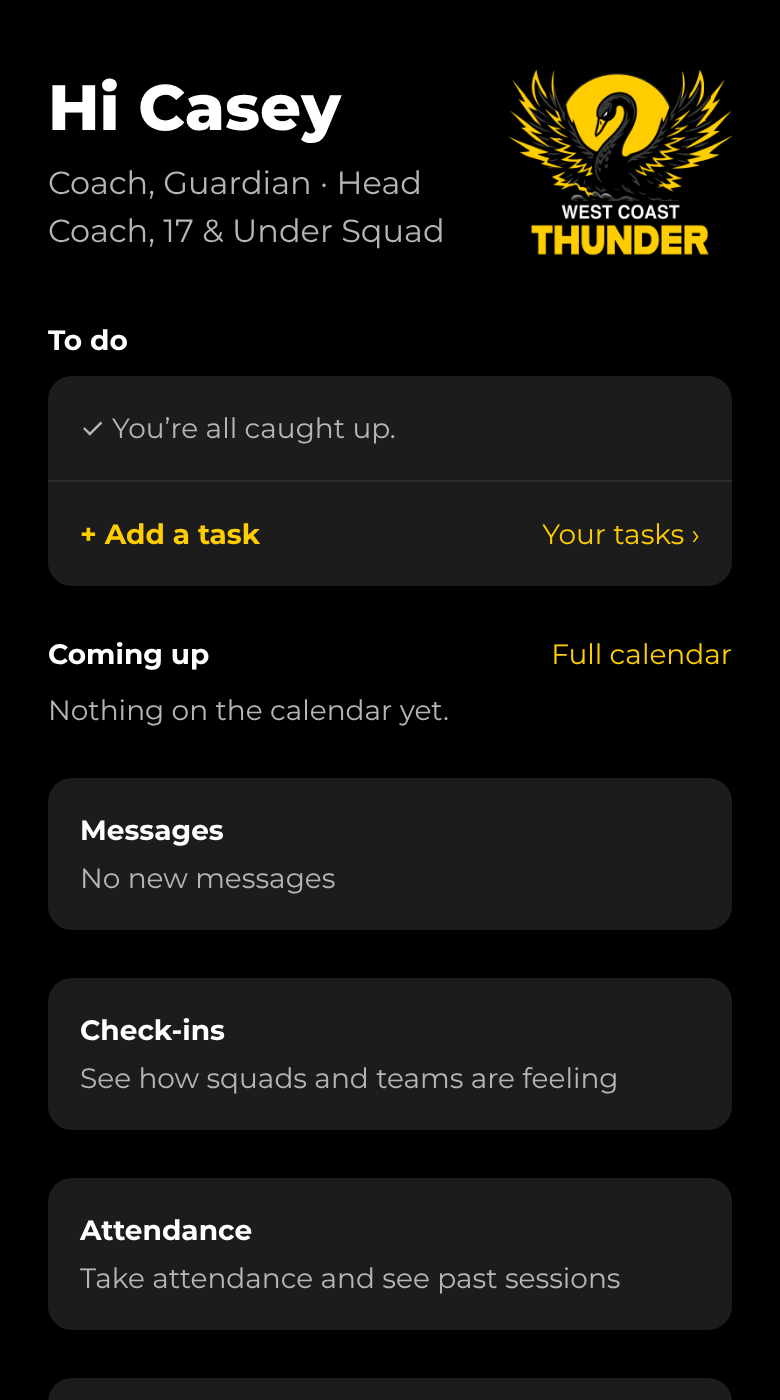 Hi Casey
Coach, Guardian · Head
Coach, 17 & Under Squad
WEST COAST
THUNDER
To do
✓ You’re all caught up.
+ Add a task
Your tasks ›
Coming up
Full calendar
Nothing on the calendar yet.
Messages
No new messages
Check-ins
See how squads and teams are feeling
Attendance
Take attendance and see past sessions